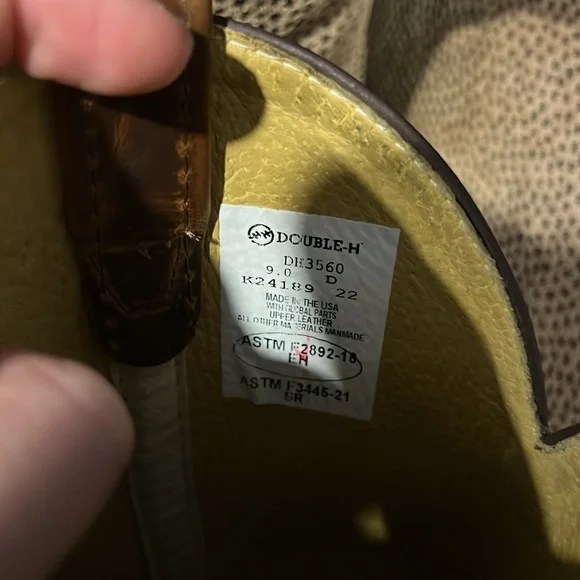 DOUBLE-H
DH3560
9.0 D
K24189 22
MADE IN THE USA
WITH GLOBAL PARTS
UPPER LEATHER
ALL OTHER MATERIALS MANMADE
ASTM F2892-18
EH
ASTM F3445-21
SR